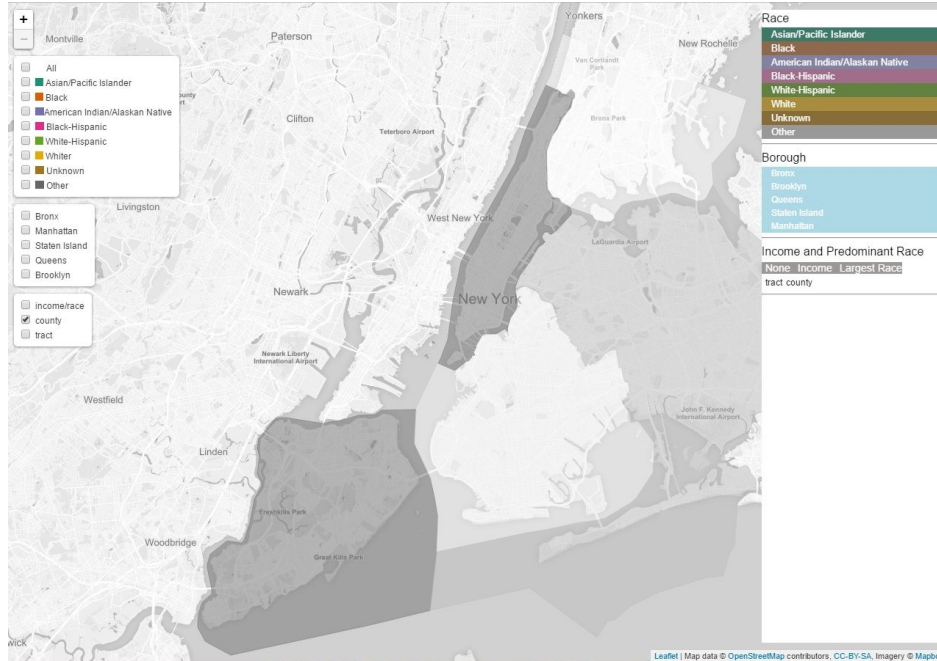 +
−
Montville
Paterson
Yonkers
New Rochelle
Van Cortlandt
Park
Bronx Park
All
Asian/Pacific Islander
Black
American Indian/Alaskan Native
Black-Hispanic
White-Hispanic
Whiter
Unknown
Other
Clifton
Teterboro Airport
Livingston
West New York
LaGuardia Airport
Bronx
Manhattan
Staten Island
Queens
Brooklyn
Newark
New York
income/race
county
tract
Newark Liberty
International Airport
Westfield
John F. Kennedy
International Airport
Linden
Freshkills Park
Woodbridge
Great Kills Park
wick
Race
Asian/Pacific Islander
Black
American Indian/Alaskan Native
Black-Hispanic
White-Hispanic
White
Unknown
Other
Borough
Bronx
Brooklyn
Queens
Staten Island
Manhattan
Income and Predominant Race
None Income Largest Race
tract county
Leaflet | Map data © OpenStreetMap contributors, CC-BY-SA, Imagery © Mapbo